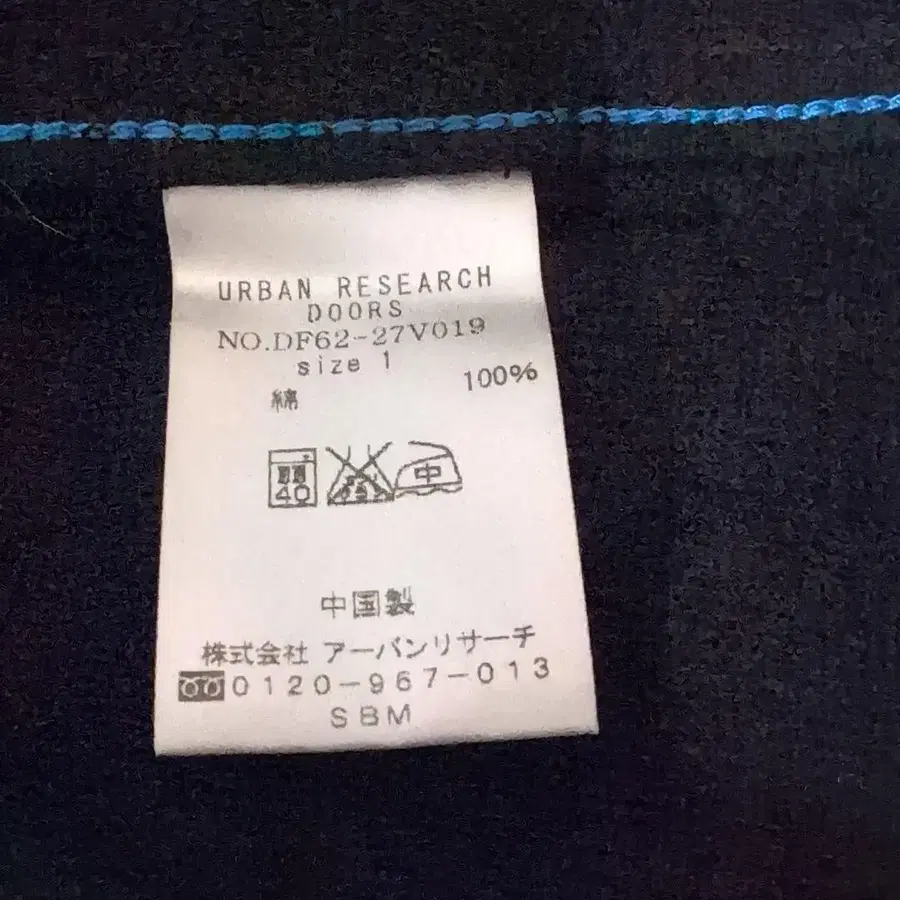 URBAN RESEARCH
DOORS
NO.DF62-27V019
size 1
綿 100%
40 中
中国製
株式会社 アーバンリサーチ
0120-967-013
SBM